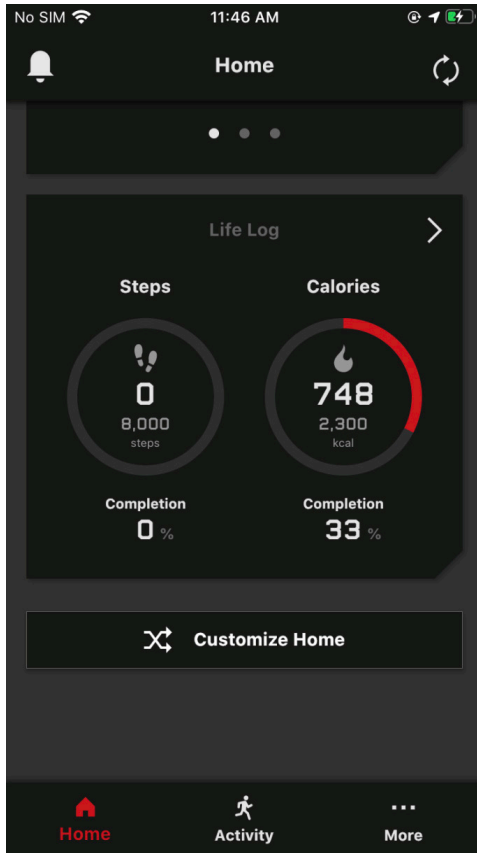 No SIM 11:46 AM
Home
Life Log
Steps Calories
0 748
8,000 2,300
steps kcal
Completion Completion
0 % 33 %
Customize Home
Home Activity More